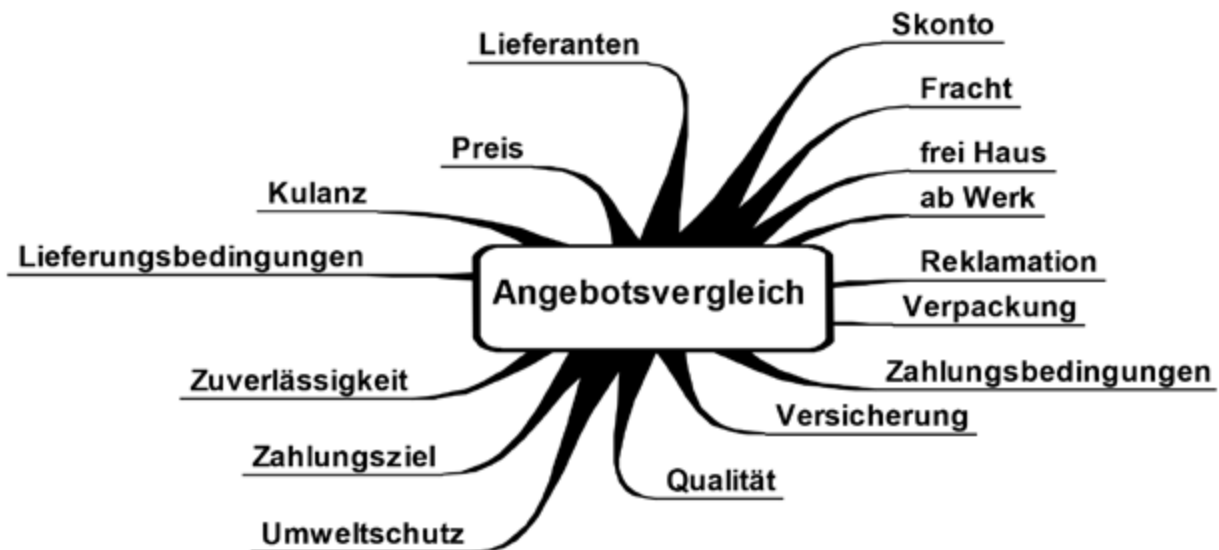 Skonto
Lieferanten
Fracht
Preis
frei Haus
Kulanz
ab Werk
Lieferungsbedingungen
Reklamation
Angebotsvergleich
Verpackung
Zuverlässigkeit
Zahlungsbedingungen
Versicherung
Zahlungsziel
Qualität
Umweltschutz